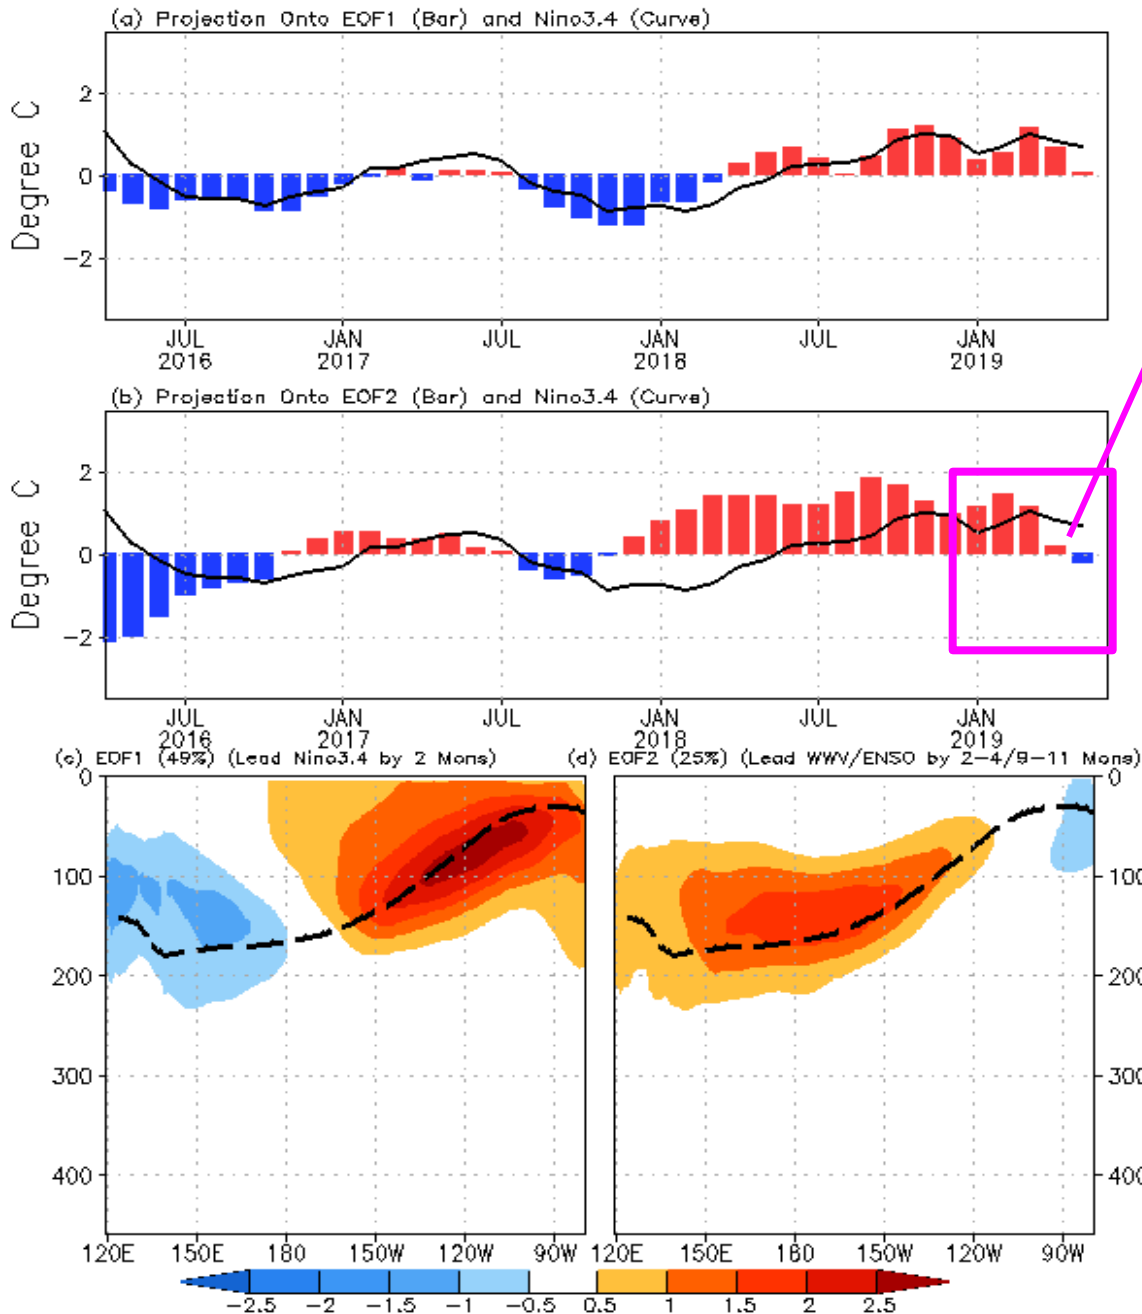 (a) Projection Onto EOF1 (Bar) and Nino3.4 (Curve)
Degree C
2
0
-2
JUL JAN JUL JAN JUL JAN
2016 2017 2018 2019
(b) Projection Onto EOF2 (Bar) and Nino3.4 (Curve)
Degree C
2
0
-2
JUL JAN JUL JAN JUL JAN
2016 2017 2018 2019
(c) EOF1 (49%) (Lead Nino3.4 by 2 Mons)
(d) EOF2 (25%) (Lead WWV/ENSO by 2-4/9-11 Mons)
0 0
100 100
200 200
300 300
400 400
120E 150E 180 150W 120W 90W
120E 150E 180 150W 120W 90W
-2.5 -2 -1.5 -1 -0.5 0.5 1 1.5 2 2.5